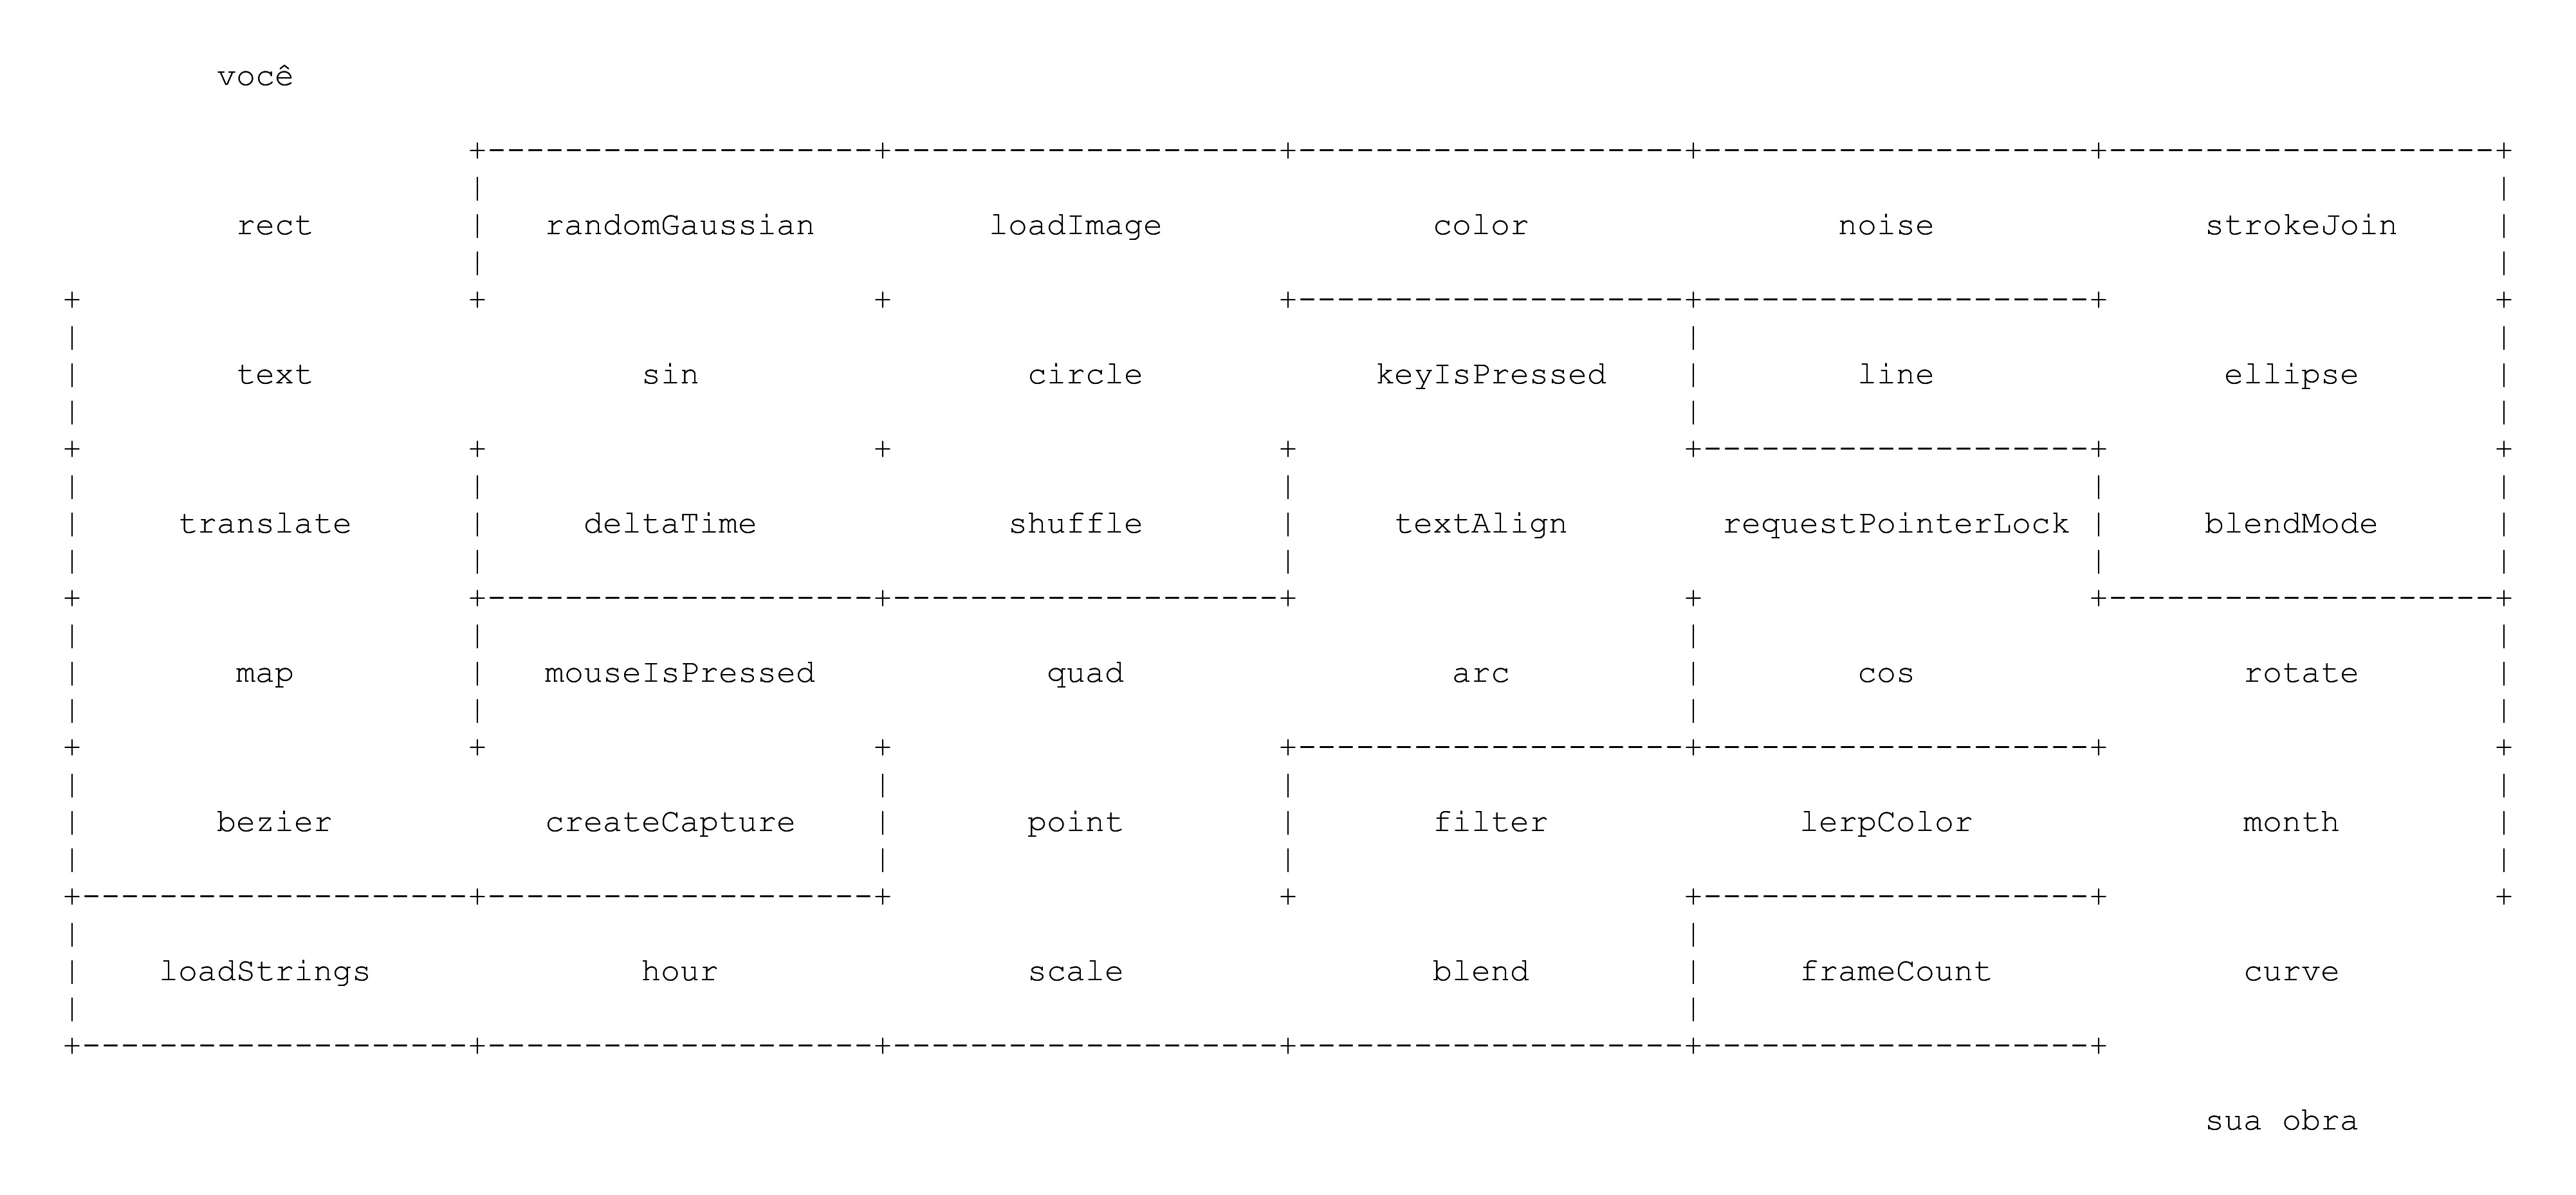 você
rect randomGaussian loadImage color noise strokeJoin
text sin circle keyIsPressed line ellipse
translate deltaTime shuffle textAlign requestPointerLock blendMode
map mouseIsPressed quad arc cos rotate
bezier createCapture point filter lerpColor month
loadStrings hour scale blend frameCount curve
sua obra